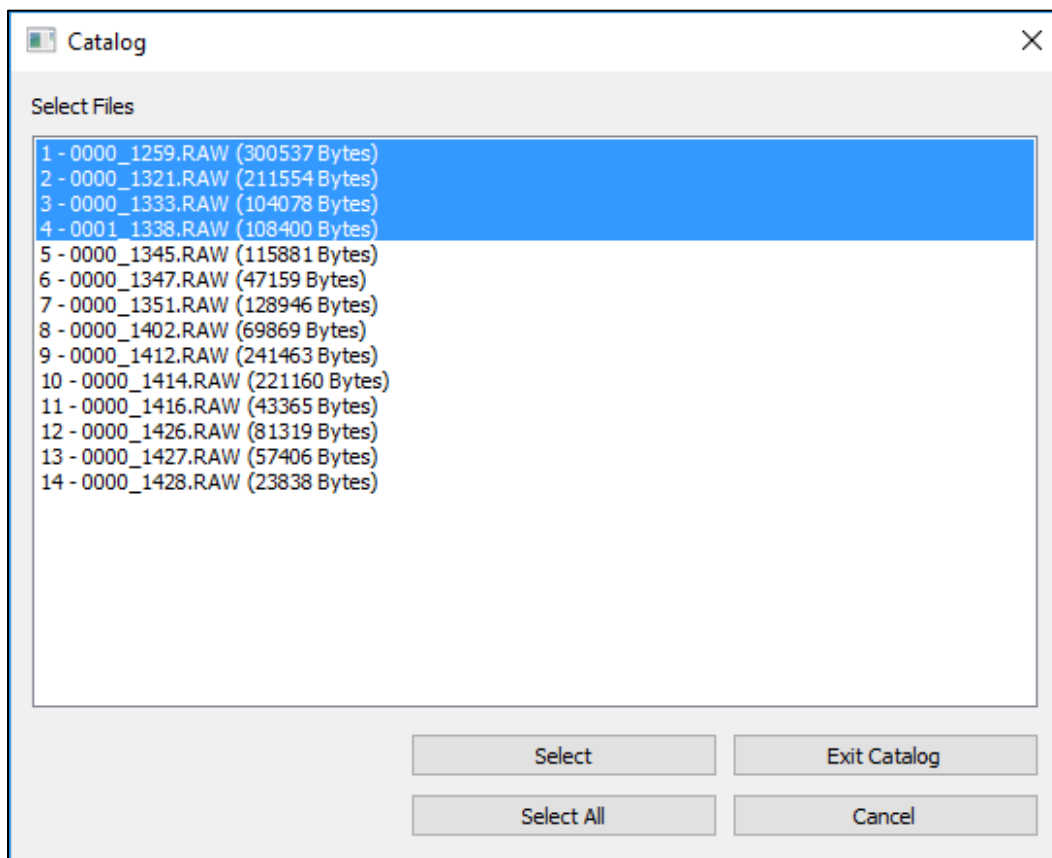 Catalog
Select Files
1 - 0000_1259.RAW (300537 Bytes)
2 - 0000_1321.RAW (211554 Bytes)
3 - 0000_1333.RAW (104078 Bytes)
4 - 0001_1338.RAW (108400 Bytes)
5 - 0000_1345.RAW (115881 Bytes)
6 - 0000_1347.RAW (47159 Bytes)
7 - 0000_1351.RAW (128946 Bytes)
8 - 0000_1402.RAW (69869 Bytes)
9 - 0000_1412.RAW (241463 Bytes)
10 - 0000_1414.RAW (221160 Bytes)
11 - 0000_1416.RAW (43365 Bytes)
12 - 0000_1426.RAW (81319 Bytes)
13 - 0000_1427.RAW (57406 Bytes)
14 - 0000_1428.RAW (23838 Bytes)
Select Exit Catalog
Select All Cancel